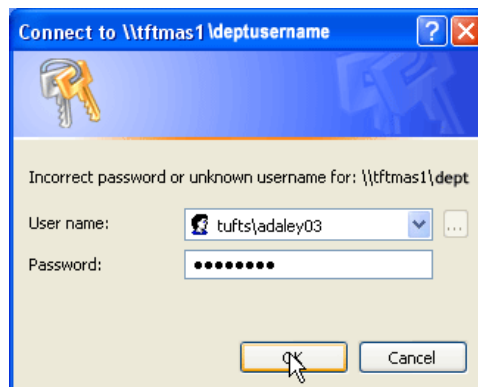 Connect to \\tftmas1\deptusername
Incorrect password or unknown username for: \\tftmas1\dept
User name: tufts\adaley03 ...
Password: ●●●●●●●●
OK Cancel